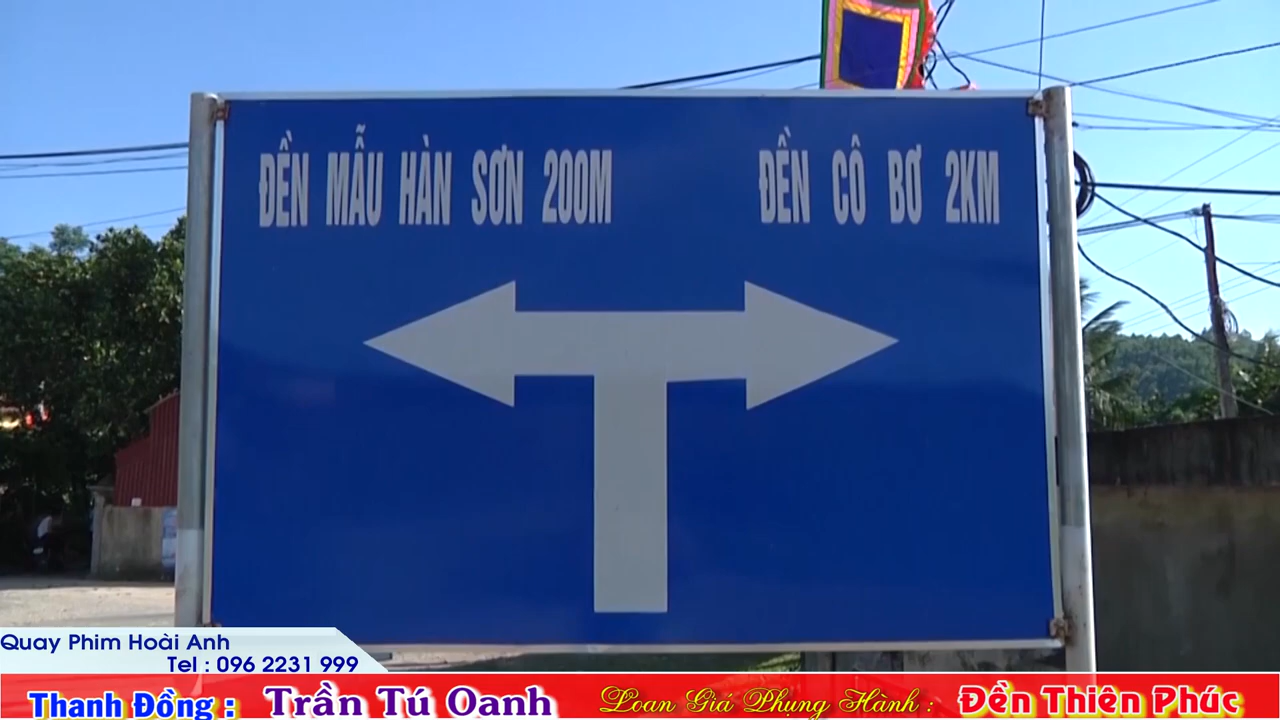 ĐỀN MẪU HÀN SƠN 200M
ĐỀN CÔ BƠ 2KM
Quay Phim Hoài Anh
Tel : 096 2231 999
Thanh Đồng : Trần Tú Oanh Loan Giá Phụng Hành : Đền Thiên Phúc